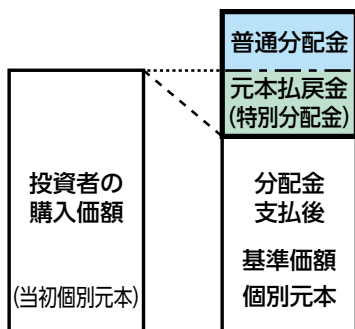 普通分配金
元本払戻金
(特別分配金)
投資者の
購入価額
(当初個別元本)
分配金
支払後
基準価額
個別元本